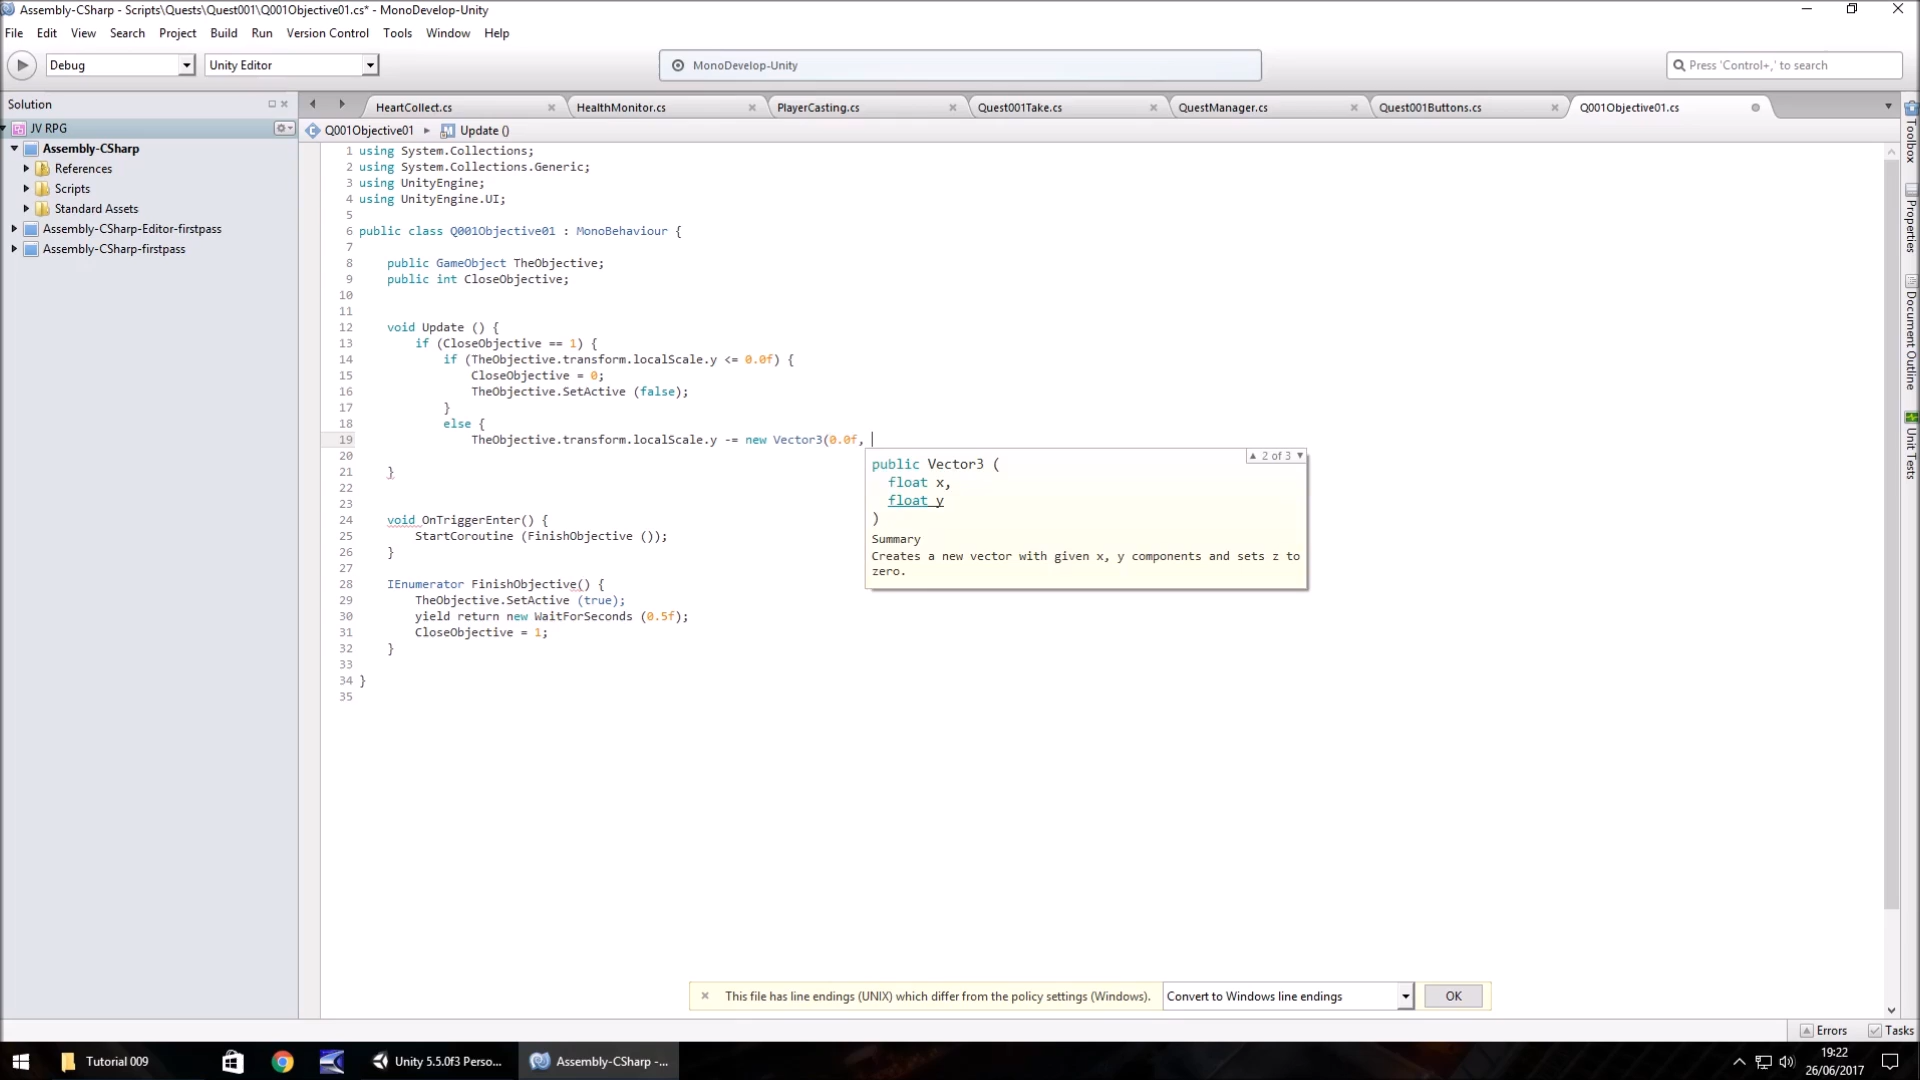 Assembly-CSharp - Scripts\Quests\Quest001\Q001Objective01.cs* - MonoDevelop-Unity
File Edit View Search Project Build Run Version Control Tools Window Help
Debug Unity Editor MonoDevelop-Unity Press 'Control+,' to search
Solution
HeartCollect.cs HealthMonitor.cs PlayerCasting.cs Quest001Take.cs QuestManager.cs Quest001Buttons.cs Q001Objective01.cs
JV RPG
Assembly-CSharp
References
Scripts
Standard Assets
Assembly-CSharp-Editor-firstpass
Assembly-CSharp-firstpass
Q001Objective01 Update ()
1 using System.Collections;
2 using System.Collections.Generic;
3 using UnityEngine;
4 using UnityEngine.UI;
5
6 public class Q001Objective01 : MonoBehaviour {
7
8 public GameObject TheObjective;
9 public int CloseObjective;
10
11
12 void Update () {
13 if (CloseObjective == 1) {
14 if (TheObjective.transform.localScale.y <= 0.0f) {
15 CloseObjective = 0;
16 TheObjective.SetActive (false);
17 }
18 else {
19 TheObjective.transform.localScale.y -= new Vector3(0.0f,
20
21 }
22
23
24 void OnTriggerEnter() {
25 StartCoroutine (FinishObjective ());
26 }
27
28 IEnumerator FinishObjective() {
29 TheObjective.SetActive (true);
30 yield return new WaitForSeconds (0.5f);
31 CloseObjective = 1;
32 }
33
34 }
35
2 of 3
public Vector3 (
float x,
float y
)
Summary
Creates a new vector with given x, y components and sets z to
zero.
Toolbox
Properties
Document Outline
Unit Tests
This file has line endings (UNIX) which differ from the policy settings (Windows). Convert to Windows line endings OK
Errors Tasks
Tutorial 009 Unity 5.5.0f3 Perso... Assembly-CSharp -...
19:22
26/06/2017